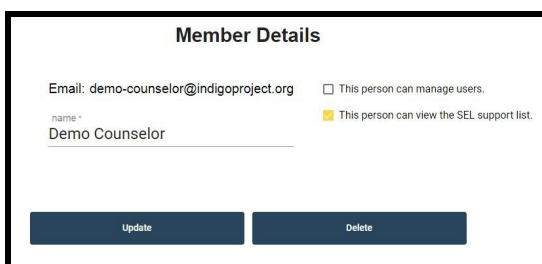 Member Details
Email: demo-counselor@indigoproject.org
This person can manage users.
name *
This person can view the SEL support list.
Demo Counselor
Update
Delete